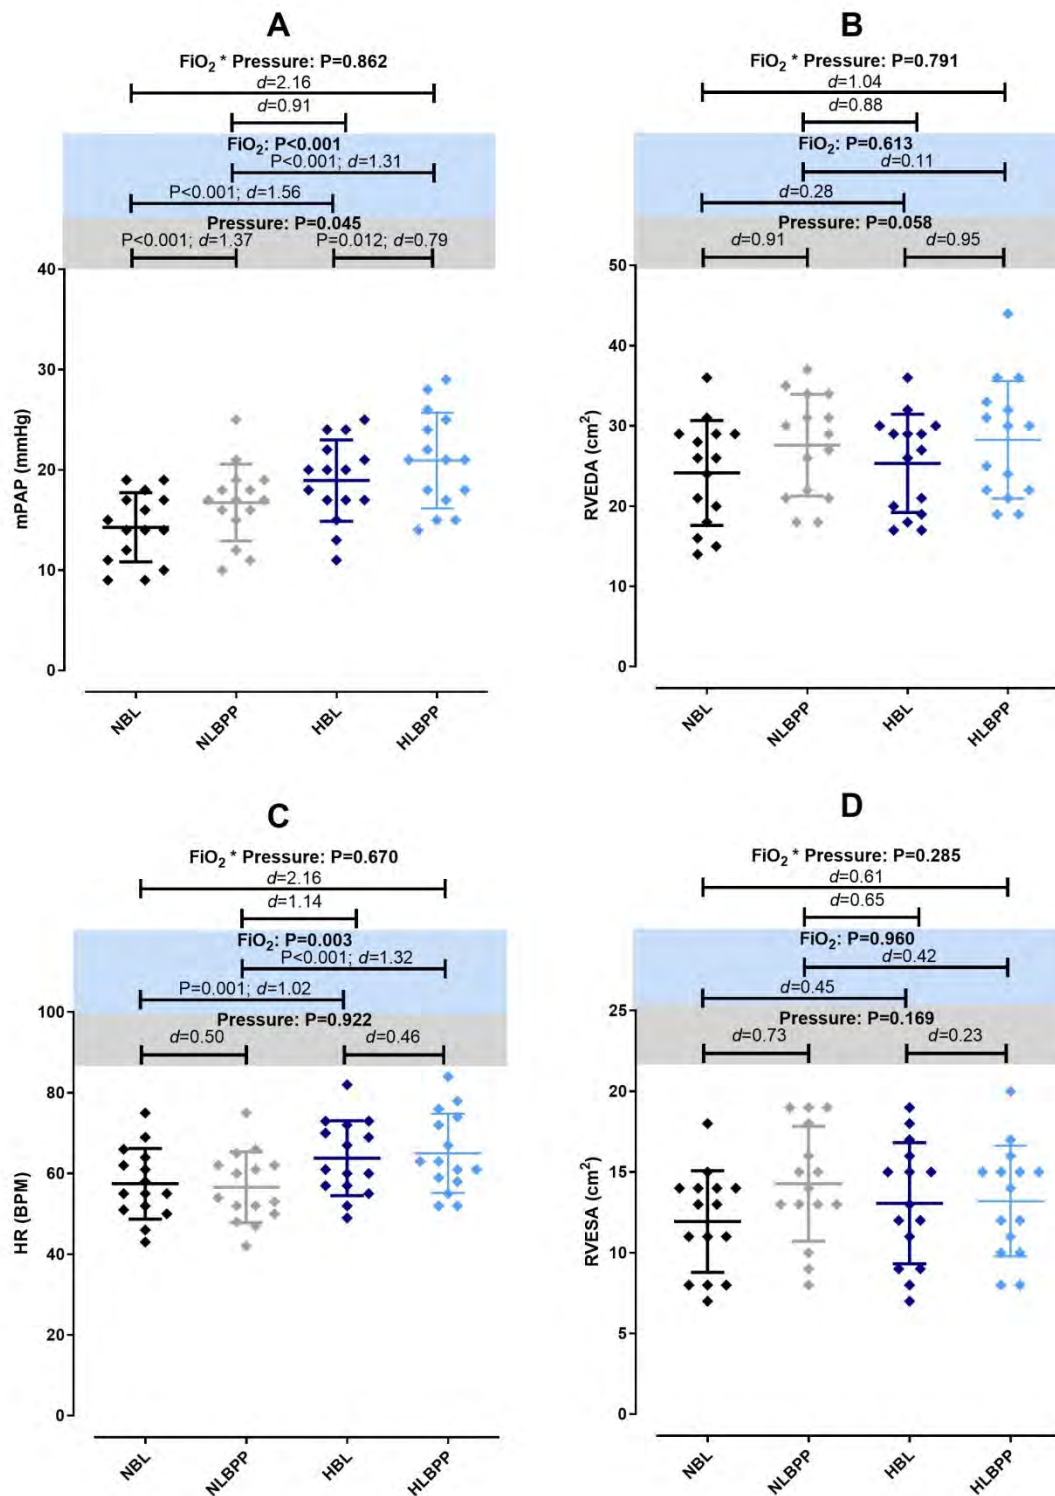 A
FiO2 * Pressure: P=0.862
d=2.16
d=0.91
FiO2: P<0.001
P<0.001; d=1.31
P<0.001; d=1.56
Pressure: P=0.045
P<0.001; d=1.37 P=0.012; d=0.79
40
30
20
10
0
mPAP (mmHg)
NBL NLBPP HBL HLBPP
B
FiO2 * Pressure: P=0.791
d=1.04
d=0.88
FiO2: P=0.613
d=0.11
d=0.28
Pressure: P=0.058
d=0.91 d=0.95
50
40
30
20
10
0
RVEDA (cm2)
NBL NLBPP HBL HLBPP
C
FiO2 * Pressure: P=0.670
d=2.16
d=1.14
FiO2: P=0.003
P<0.001; d=1.32
P=0.001; d=1.02
Pressure: P=0.922
d=0.50 d=0.46
100
80
60
40
20
0
HR (BPM)
NBL NLBPP HBL HLBPP
D
FiO2 * Pressure: P=0.285
d=0.61
d=0.65
FiO2: P=0.960
d=0.42
d=0.45
Pressure: P=0.169
d=0.73 d=0.23
25
20
15
10
5
0
RVESA (cm2)
NBL NLBPP HBL HLBPP